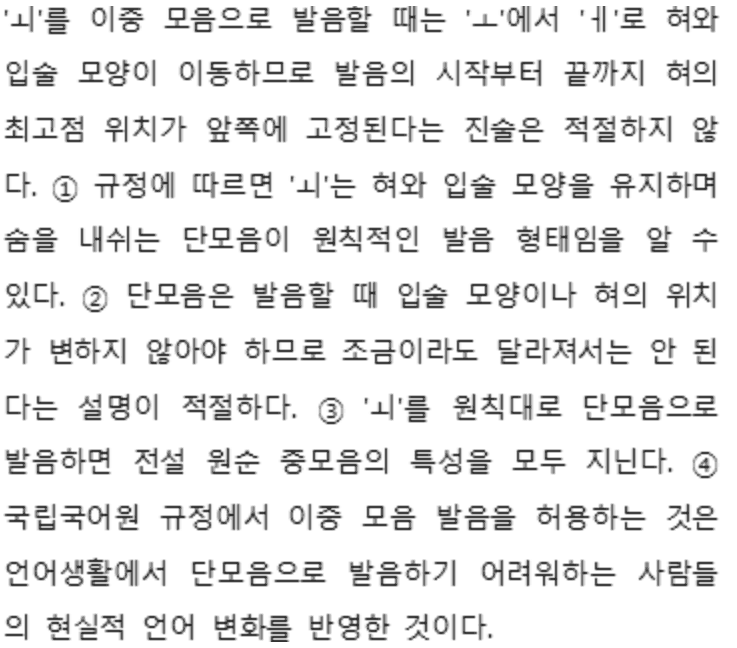 'ㅚ'를 이중 모음으로 발음할 때는 'ㅗ'에서 'ㅔ'로 혀와
입술 모양이 이동하므로 발음의 시작부터 끝까지 혀의
최고점 위치가 앞쪽에 고정된다는 진술은 적절하지 않
다. ① 규정에 따르면 'ㅚ'는 혀와 입술 모양을 유지하며
숨을 내쉬는 단모음이 원칙적인 발음 형태임을 알 수
있다. ② 단모음은 발음할 때 입술 모양이나 혀의 위치
가 변하지 않아야 하므로 조금이라도 달라져서는 안 된
다는 설명이 적절하다. ③ 'ㅚ'를 원칙대로 단모음으로
발음하면 전설 원순 중모음의 특성을 모두 지닌다. ④
국립국어원 규정에서 이중 모음 발음을 허용하는 것은
언어생활에서 단모음으로 발음하기 어려워하는 사람들
의 현실적 언어 변화를 반영한 것이다.